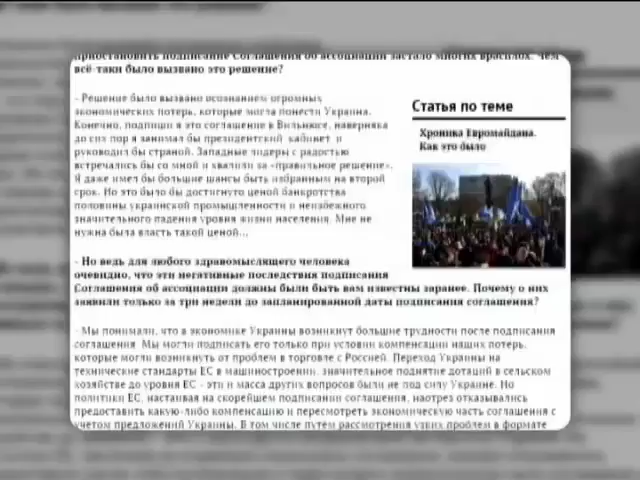 приостановить подписание Соглашения об ассоциации застало многих врасплох. Чем
всё-таки было вызвано это решение?
- Решение было вызвано осознанием огромных
экономических потерь, которые могла понести Украина.
Конечно, подпиши я это соглашение в Вильнюсе, наверняка
до сих пор я занимал бы президентский кабинет и
руководил бы страной. Западные лидеры с радостью
встречались бы со мной и хвалили за «правильное решение».
Я даже имел бы большие шансы быть избранным на второй
срок. Но это было бы достигнуто ценой банкротства
половины украинской промышленности и неизбежного
значительного падения уровня жизни населения. Мне не
нужна была власть такой ценой...
Статья по теме
Хроника Евромайдана.
Как это было
- Но ведь для любого здравомыслящего человека
очевидно, что эти негативные последствия подписания
Соглашения об ассоциации должны были быть вам известны заранее. Почему о них
заявили только за три недели до запланированной даты подписания соглашения?
- Мы понимали, что в экономике Украины возникнут большие трудности после подписания
соглашения. Мы могли подписать его только при условии компенсации наших потерь,
которые могли возникнуть от проблем в торговле с Россией. Переход Украины на
технические стандарты ЕС в машиностроении, значительное поднятие дотаций в сельском
хозяйстве до уровня ЕС - эти и масса других вопросов были не под силу Украине. Но
политики ЕС, настаивая на скорейшем подписании соглашения, наотрез отказывались
предоставить какую-либо компенсацию и пересмотреть экономическую часть соглашения с
учетом предложений Украины. В том числе путем рассмотрения узких проблем в формате